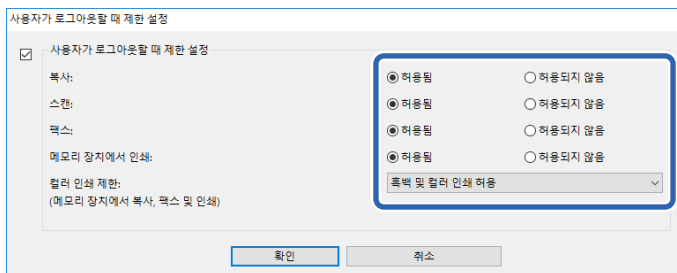 사용자가 로그아웃할 때 제한 설정
사용자가 로그아웃할 때 제한 설정
복사: 허용됨 허용되지 않음
스캔: 허용됨 허용되지 않음
팩스: 허용됨 허용되지 않음
메모리 장치에서 인쇄: 허용됨 허용되지 않음
컬러 인쇄 제한: 흑백 및 컬러 인쇄 허용
(메모리 장치에서 복사, 팩스 및 인쇄)
확인 취소